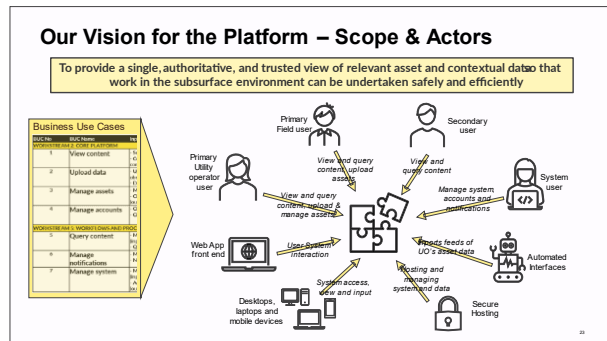 Our Vision for the Platform – Scope & Actors
To provide a single, authoritative, and trusted view of relevant asset and contextual data so that
work in the subsurface environment can be undertaken safely and efficiently
Business Use Cases
BUC No BUC Name
WORKSTREAM 2: CORE PLATFORM
1 View content
2 Upload data
3 Manage assets
4 Manage accounts
WORKSTREAM 3: WORKFLOWS AND PROC
5 Query content
6 Manage
notifications
7 Manage system
Primary
Field user
View and query
content, upload
assets
Secondary
user
View and
query content
Primary
Utility
operator
user
View and query
content, upload &
manage assets
System
user
Manage system,
accounts and
notifications
Web App
front end
User System
Interaction
Automated
Interfaces
feeds of
UO's asset data
Desktops,
laptops and
mobile devices
System access,
view and input
Secure
Hosting
Hosting and
managing
system and data
23